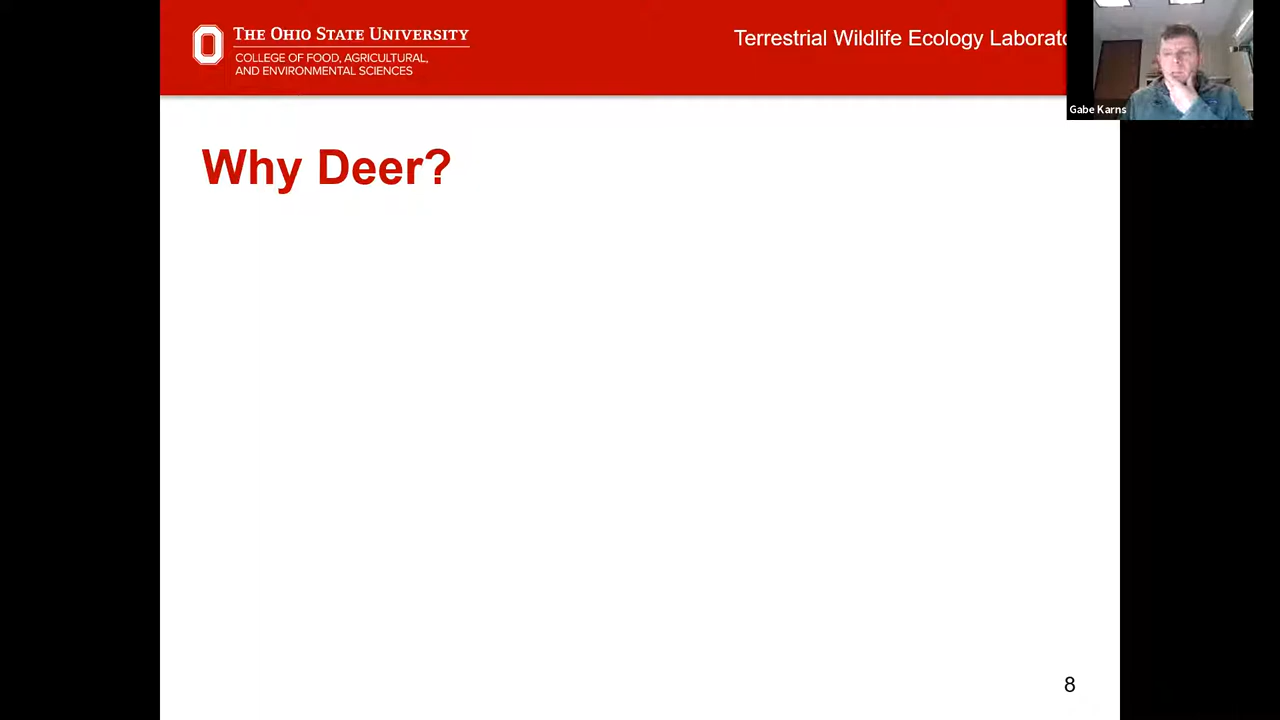 THE OHIO STATE UNIVERSITY
COLLEGE OF FOOD, AGRICULTURAL,
AND ENVIRONMENTAL SCIENCES
Terrestrial Wildlife Ecology Laborato
Gabe Karns
Why Deer?
8